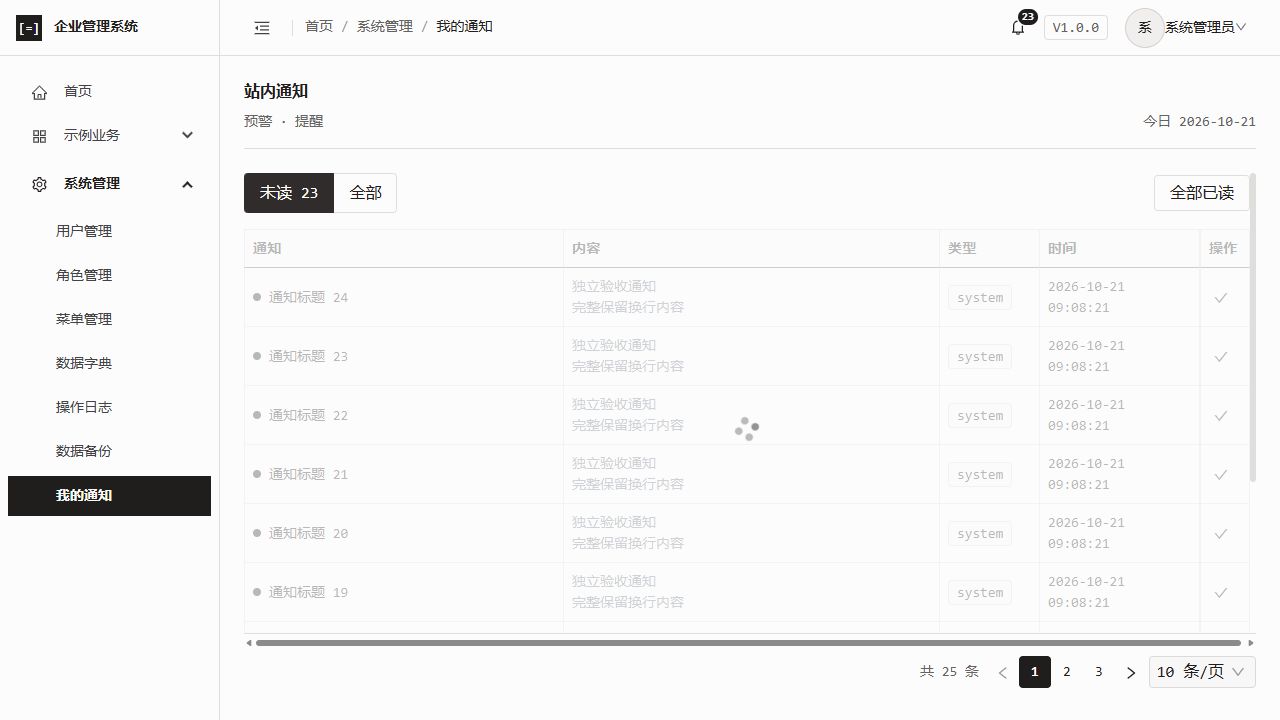 [=] 企业管理系统
首页 / 系统管理 / 我的通知
23
V1.0.0
系 系统管理员
首页
示例业务
系统管理
用户管理
角色管理
菜单管理
数据字典
操作日志
数据备份
我的通知
站内通知
预警 · 提醒
今日 2026-10-21
未读 23 全部
全部已读
通知 内容 类型 时间 操作
通知标题 24 独立验收通知 system 2026-10-21
完整保留换行内容 09:08:21
通知标题 23 独立验收通知 system 2026-10-21
完整保留换行内容 09:08:21
通知标题 22 独立验收通知 system 2026-10-21
完整保留换行内容 09:08:21
通知标题 21 独立验收通知 system 2026-10-21
完整保留换行内容 09:08:21
通知标题 20 独立验收通知 system 2026-10-21
完整保留换行内容 09:08:21
通知标题 19 独立验收通知 system 2026-10-21
完整保留换行内容 09:08:21
共 25 条 1 2 3 10 条/页